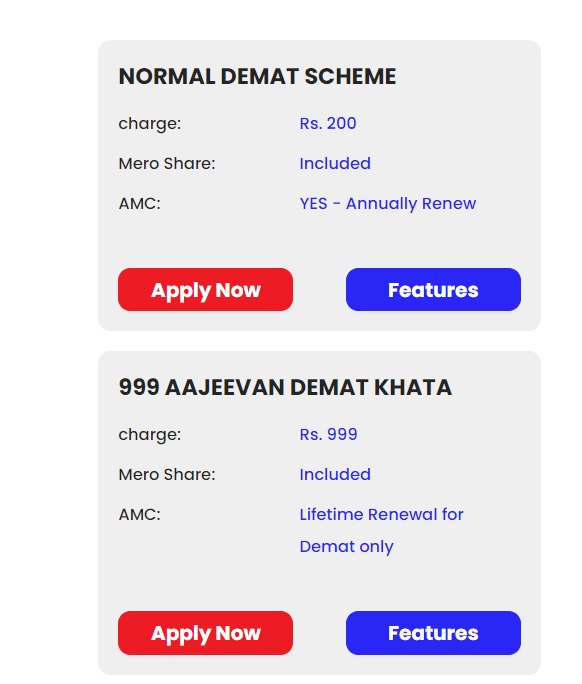 NORMAL DEMAT SCHEME
charge: Rs. 200
Mero Share: Included
AMC: YES - Annually Renew
Apply Now Features
999 AAJEEVAN DEMAT KHATA
charge: Rs. 999
Mero Share: Included
AMC: Lifetime Renewal for
Demat only
Apply Now Features